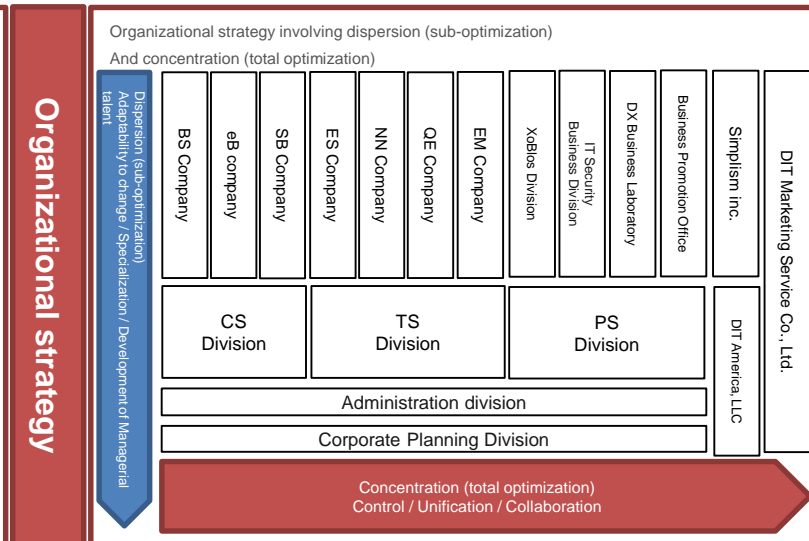 Organizational strategy
Organizational strategy involving dispersion (sub-optimization)
And concentration (total optimization)
Dispersion (sub-optimization)
Adaptability to change / Specialization / Development of Managerial
talent
BS Company
eB company
SB Company
ES Company
NN Company
QE Company
EM Company
XoBlos Division
IT Security
Business Division
DX Business Laboratory
Business Promotion Office
Simplism inc.
DIT Marketing Service Co., Ltd.
CS
Division
TS
Division
PS
Division
DIT America, LLC
Administration division
Corporate Planning Division
Concentration (total optimization)
Control / Unification / Collaboration